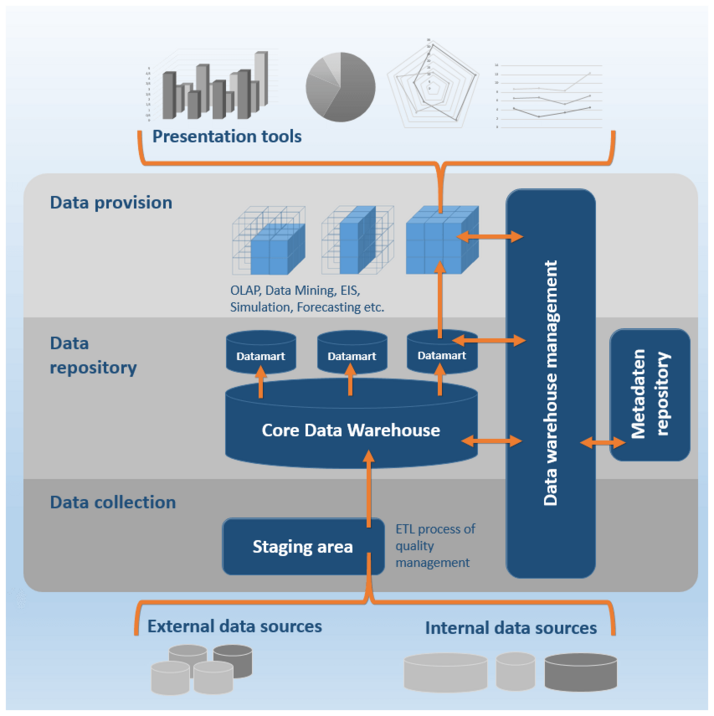 Presentation tools
Data provision
OLAP, Data Mining, EIS,
Simulation, Forecasting etc.
Data
repository
Datamart
Datamart
Datamart
Core Data Warehouse
Data warehouse management
Metadaten
repository
Data collection
Staging area
ETL process of
quality
management
External data sources
Internal data sources